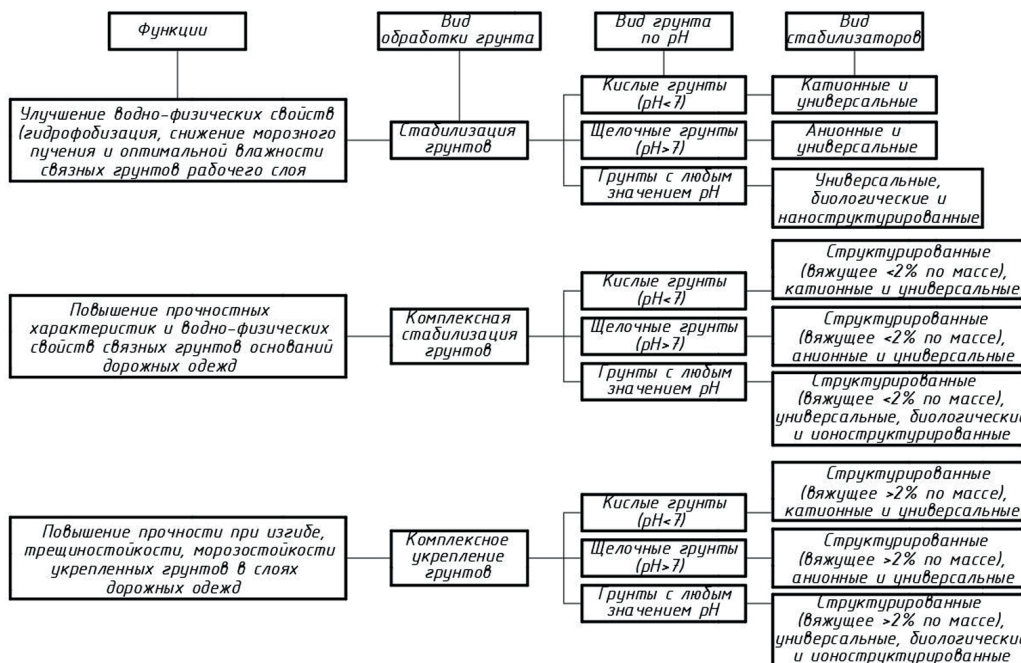 Функции
Вид
обработки грунта
Вид грунта
по pH
Вид
стабилизаторов
Улучшение водно-физических свойств
(гидрофобизация, снижение морозного
пучения и оптимальной влажности
связных грунтов рабочего слоя
Стабилизация
грунтов
Кислые грунты
(pH<7)
Катионные и
универсальные
Щелочные грунты
(pH>7)
Анионные и
универсальные
Грунты с любым
значением pH
Универсальные,
биологические и
наноструктурированные
Повышение прочностных
характеристик и водно-физических
свойств связных грунтов оснований
дорожных одежд
Комплексная
стабилизация
грунтов
Кислые грунты
(pH<7)
Структурированные
(вяжущее <2% по массе),
катионные и универсальные
Щелочные грунты
(pH>7)
Структурированные
(вяжущее <2% по массе),
анионные и универсальные
Грунты с любым
значением pH
Структурированные
(вяжущее <2% по массе),
универсальные, биологические
и ионоструктурированные
Повышение прочности при изгибе,
трещиностойкости, морозостойкости
укрепленных грунтов в слоях
дорожных одежд
Комплексное
укрепление
грунтов
Кислые грунты
(pH<7)
Структурированные
(вяжущее >2% по массе),
катионные и универсальные
Щелочные грунты
(pH>7)
Структурированные
(вяжущее >2% по массе),
анионные и универсальные
Грунты с любым
значением pH
Структурированные
(вяжущее >2% по массе),
универсальные, биологические
и ионоструктурированные